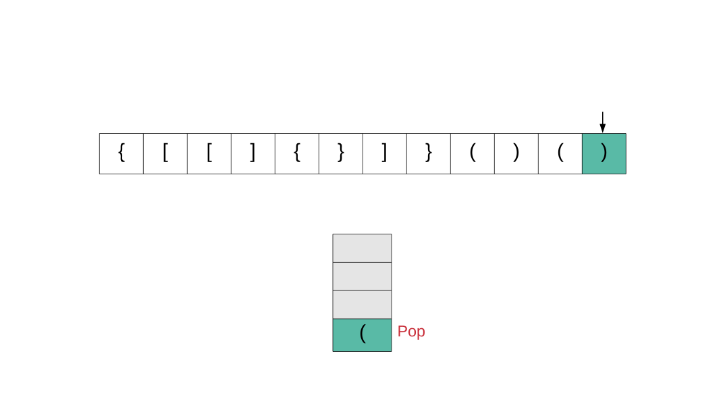 { [ [ ] { } ] } ( ) ( )
(
Pop